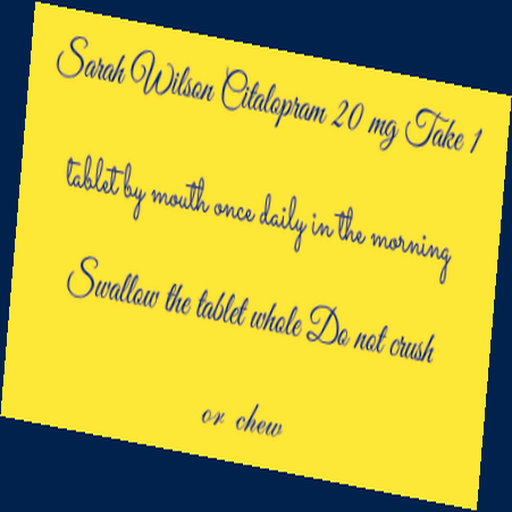 Sarah Wilson Citalopram 20 mg Take 1
tablet by mouth once daily in the morning
Swallow the tablet whole Do not crush
or chew